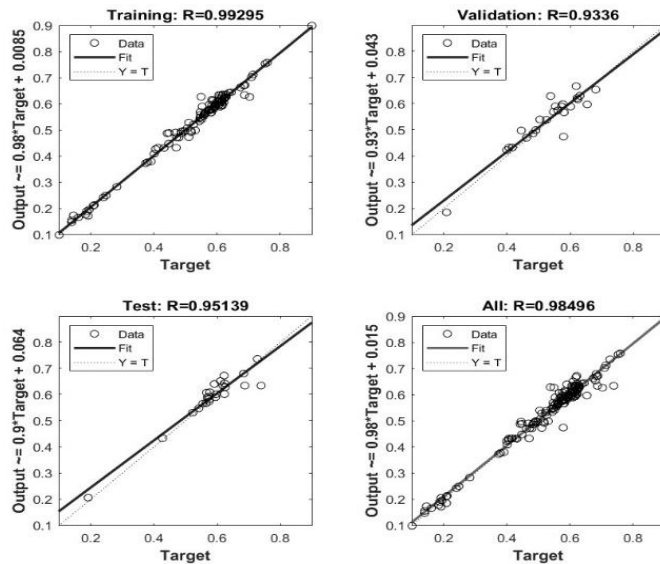 Training: R=0.99295
Output ~= 0.98*Target + 0.0085
0.9
0.8
0.7
0.6
0.5
0.4
0.3
0.2
0.1
Data
Fit
Y = T
0.2 0.4 0.6 0.8
Target
Validation: R=0.9336
Output ~= 0.93*Target + 0.043
0.9
0.8
0.7
0.6
0.5
0.4
0.3
0.2
0.1
Data
Fit
Y = T
0.2 0.4 0.6 0.8
Target
Test: R=0.95139
Output ~= 0.9*Target + 0.064
0.9
0.8
0.7
0.6
0.5
0.4
0.3
0.2
0.1
Data
Fit
Y = T
0.2 0.4 0.6 0.8
Target
All: R=0.98496
Output ~= 0.98*Target + 0.015
0.9
0.8
0.7
0.6
0.5
0.4
0.3
0.2
0.1
Data
Fit
Y = T
0.2 0.4 0.6 0.8
Target